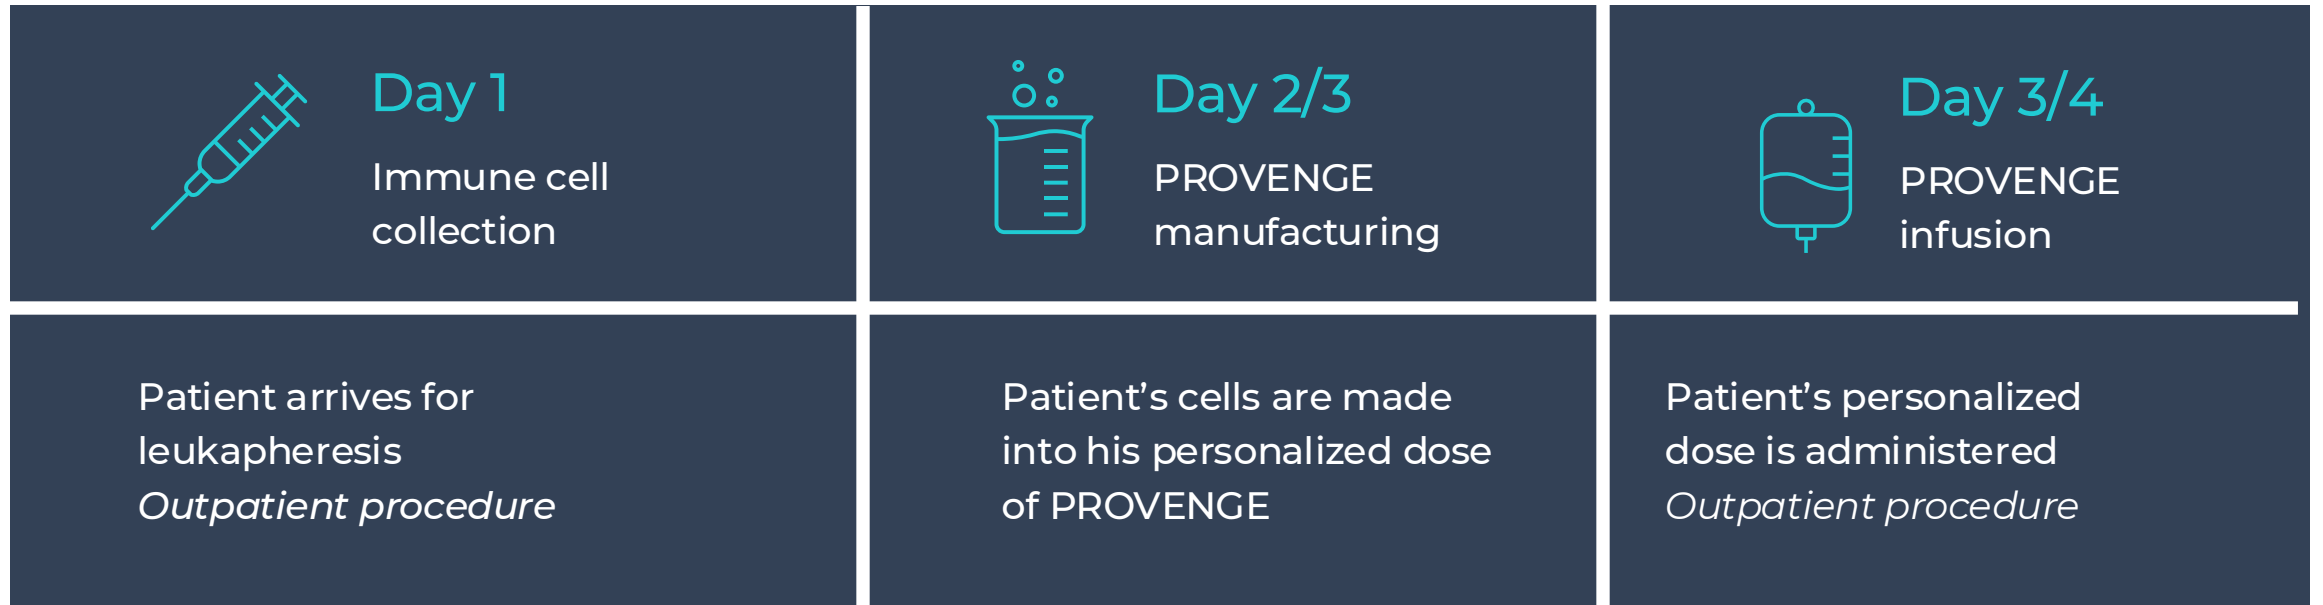 Day 1
Immune cell
collection
Day 2/3
PROVENGE
manufacturing
Day 3/4
PROVENGE
infusion
Patient arrives for
leukapheresis
Outpatient procedure
Patient’s cells are made
into his personalized dose
of PROVENGE
Patient’s personalized
dose is administered
Outpatient procedure